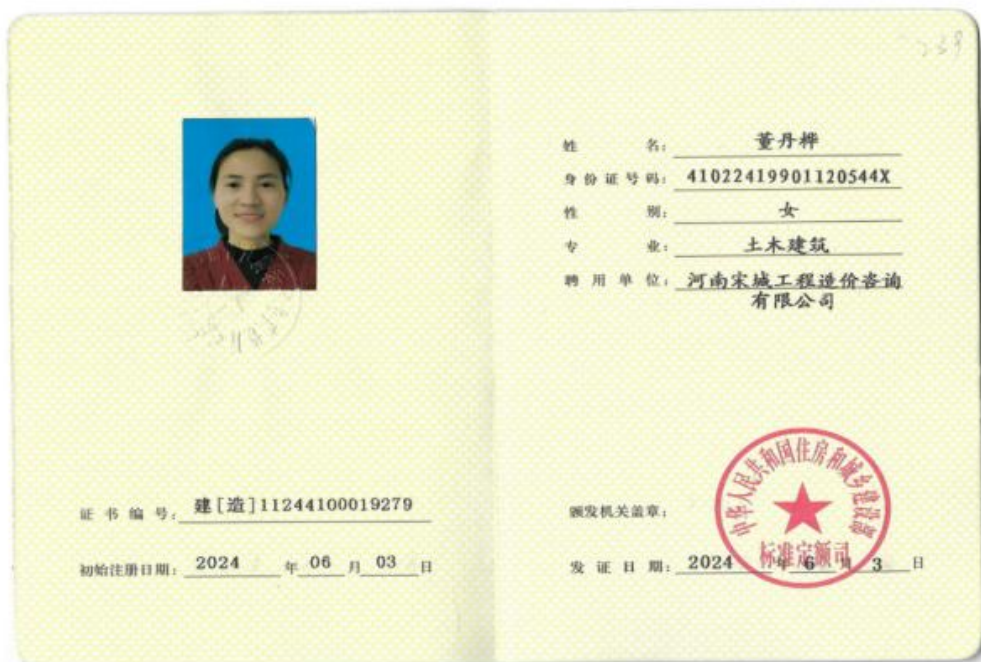 姓名：董丹桦
身份证号码：41022419901120544X
性别：女
专业：土木建筑
聘用单位：河南宋城工程造价咨询
有限公司
证书编号：建[造]11244100019279
初始注册日期：2024 年 06 月 03 日
颁发机关盖章：
中华人民共和国住房和城乡建设部
标准定额司
发证日期：2024 年 6 月 3 日